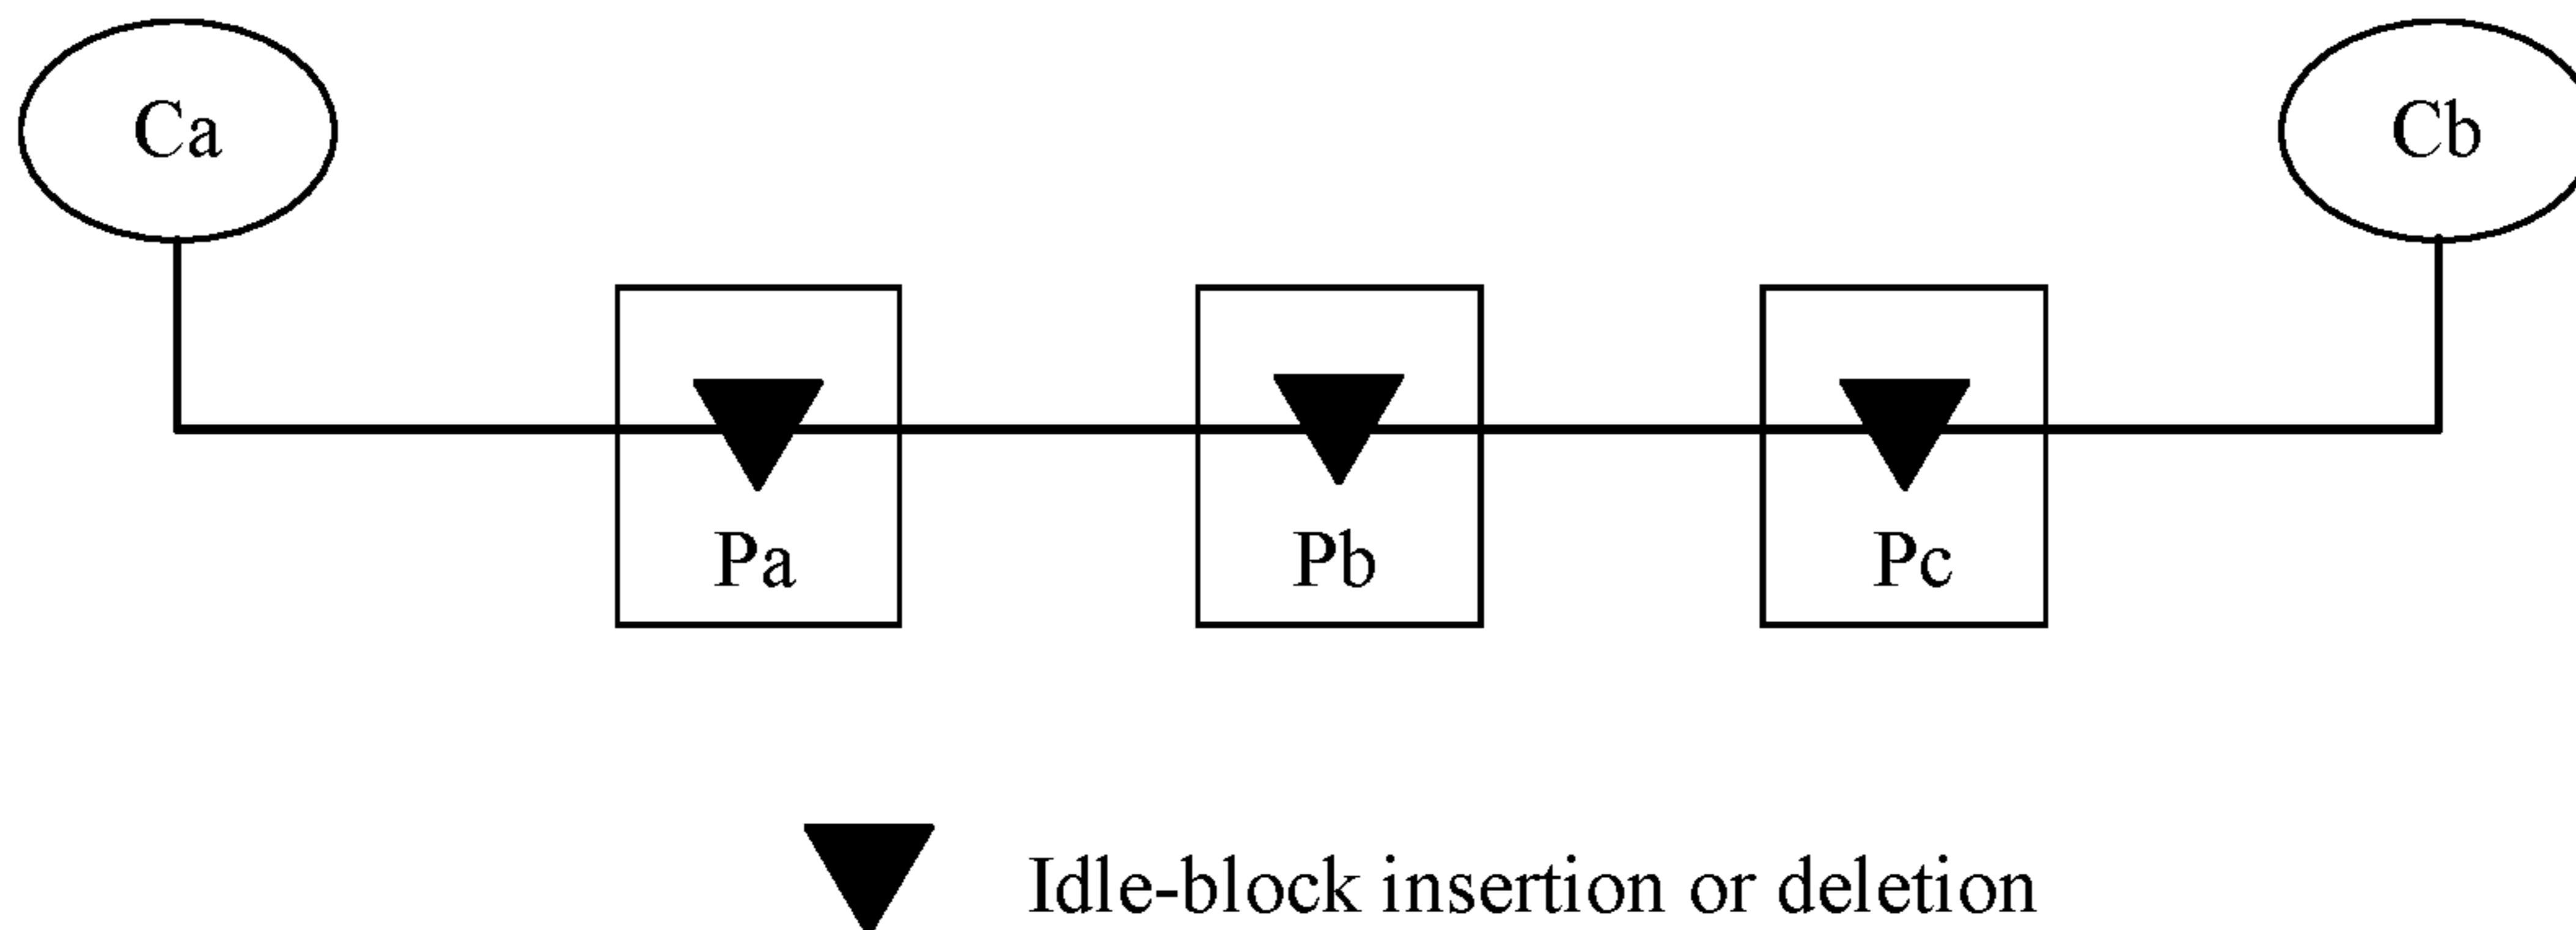 Ca
Cb
Pa
Pb
Pc
Idle-block insertion or deletion